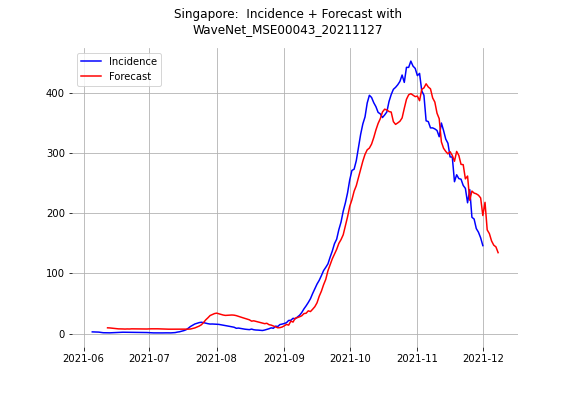 Singapore:  Incidence + Forecast with
WaveNet_MSE00043_20211127
Incidence
Forecast
400
300
200
100
0
2021-06 2021-07 2021-08 2021-09 2021-10 2021-11 2021-12